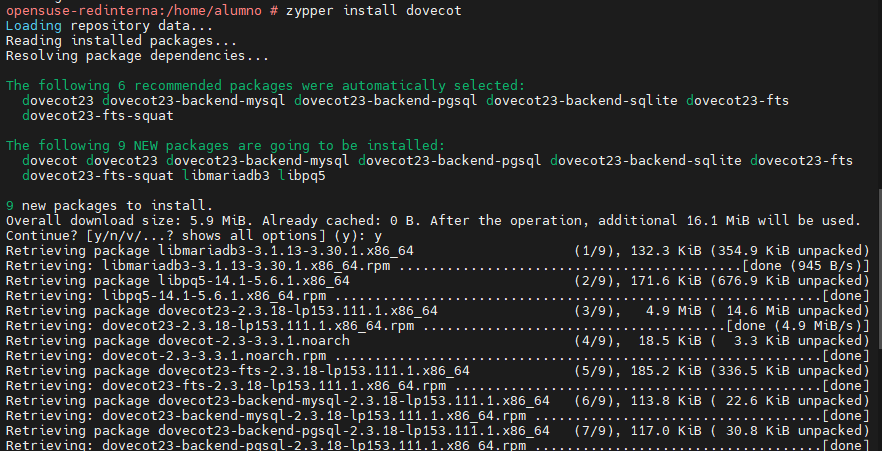 opensuse-redinterna:/home/alumno # zypper install dovecot
Loading repository data...
Reading installed packages...
Resolving package dependencies...
The following 6 recommended packages were automatically selected:
dovecot23 dovecot23-backend-mysql dovecot23-backend-pgsql dovecot23-backend-sqlite dovecot23-fts
dovecot23-fts-squat
The following 9 NEW packages are going to be installed:
dovecot dovecot23 dovecot23-backend-mysql dovecot23-backend-pgsql dovecot23-backend-sqlite dovecot23-fts
dovecot23-fts-squat libmariadb3 libpq5
9 new packages to install.
Overall download size: 5.9 MiB. Already cached: 0 B. After the operation, additional 16.1 MiB will be used.
Continue? [y/n/v/...? shows all options] (y): y
Retrieving package libmariadb3-3.1.13-3.30.1.x86_64 (1/9), 132.3 KiB (354.9 KiB unpacked)
Retrieving: libmariadb3-3.1.13-3.30.1.x86_64.rpm ..........................................[done (945 B/s)]
Retrieving package libpq5-14.1-5.6.1.x86_64 (2/9), 171.6 KiB (676.9 KiB unpacked)
Retrieving: libpq5-14.1-5.6.1.x86_64.rpm ............................................................[done]
Retrieving package dovecot23-2.3.18-lp153.111.1.x86_64 (3/9), 4.9 MiB ( 14.6 MiB unpacked)
Retrieving: dovecot23-2.3.18-lp153.111.1.x86_64.rpm .....................................[done (4.9 MiB/s)]
Retrieving package dovecot-2.3-3.3.1.noarch (4/9), 18.5 KiB ( 3.3 KiB unpacked)
Retrieving: dovecot-2.3-3.3.1.noarch.rpm ............................................................[done]
Retrieving package dovecot23-fts-2.3.18-lp153.111.1.x86_64 (5/9), 185.2 KiB (336.5 KiB unpacked)
Retrieving: dovecot23-fts-2.3.18-lp153.111.1.x86_64.rpm .............................................[done]
Retrieving package dovecot23-backend-mysql-2.3.18-lp153.111.1.x86_64 (6/9), 113.8 KiB ( 22.6 KiB unpacked)
Retrieving: dovecot23-backend-mysql-2.3.18-lp153.111.1.x86_64.rpm ...................................[done]
Retrieving package dovecot23-backend-pgsql-2.3.18-lp153.111.1.x86_64 (7/9), 117.0 KiB ( 30.8 KiB unpacked)
Retrieving: dovecot23-backend-pgsql-2.3.18-lp153.111.1.x86_64.rpm ...................................[done]